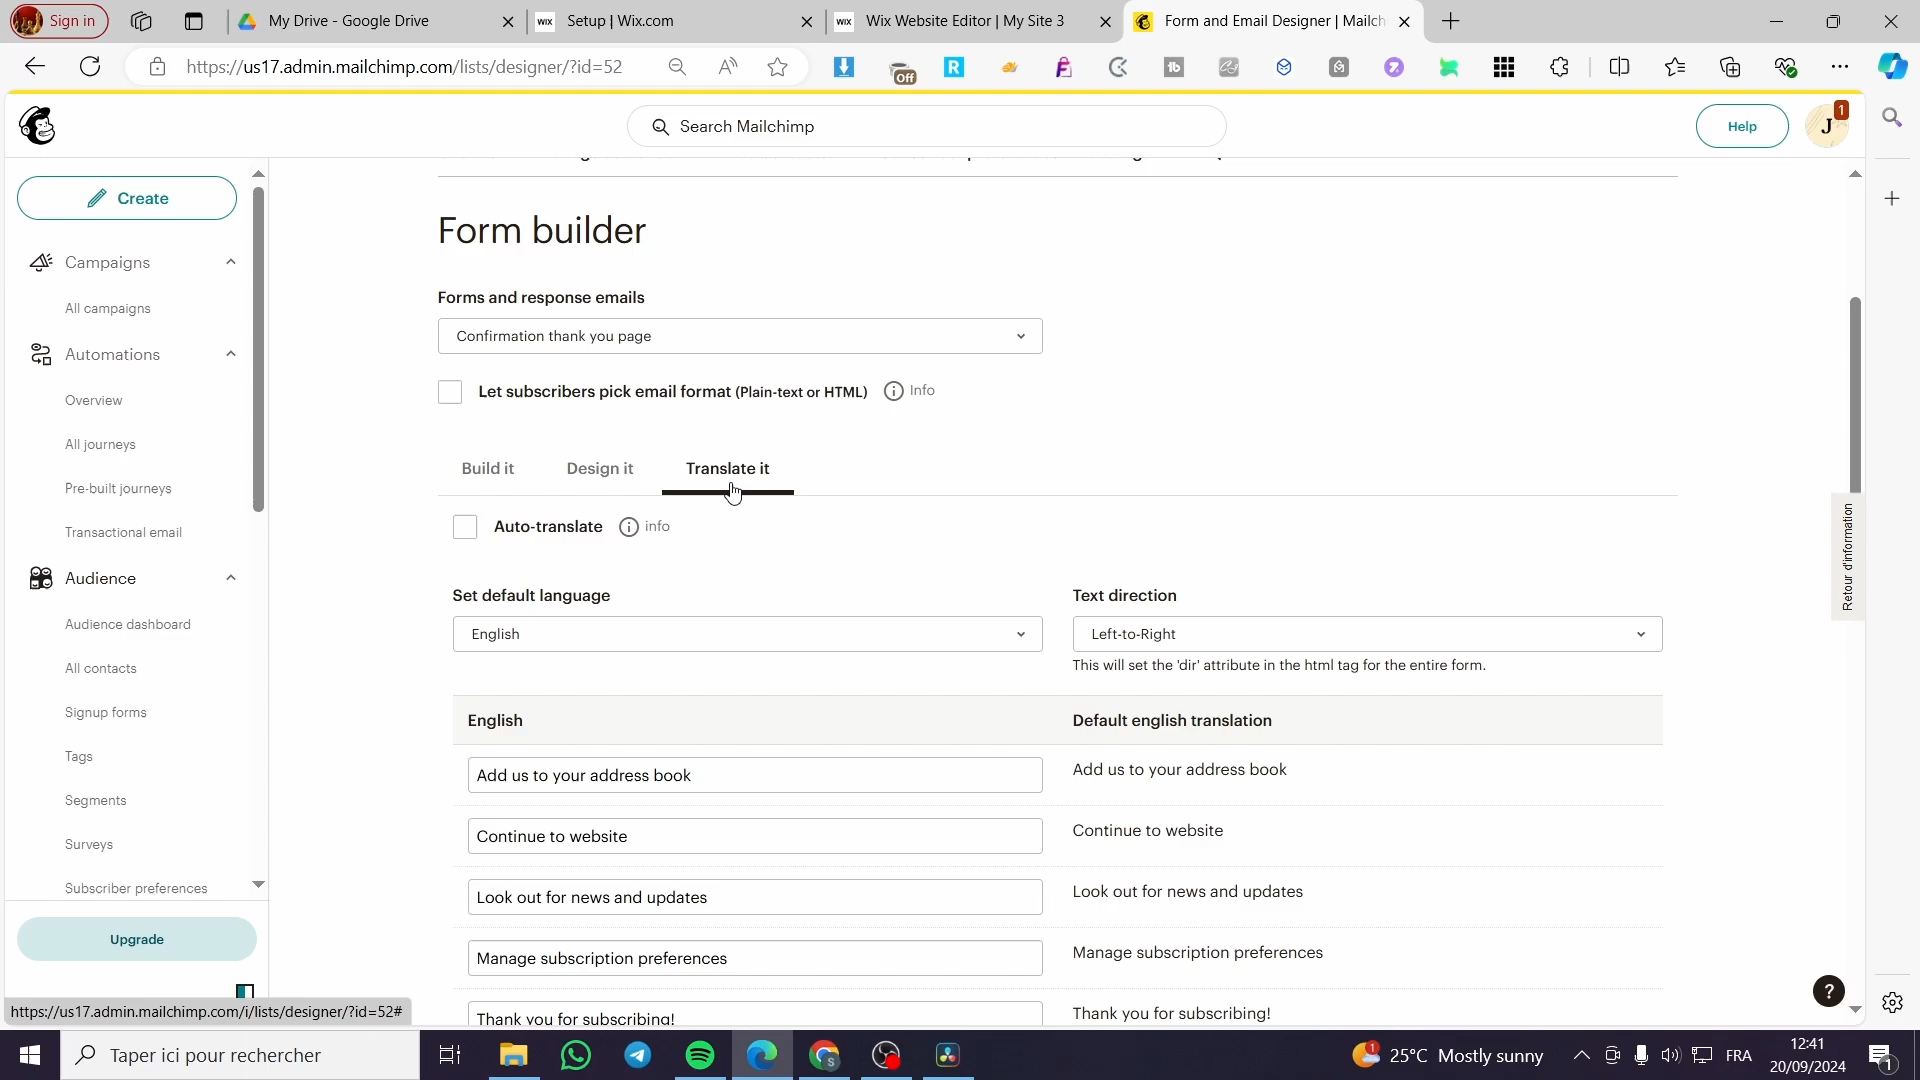 Sign in
My Drive - Google Drive
WIX
Setup | Wix.com
WIX
Wix Website Editor | My Site 3
Form and Email Designer | Mailch
https://us17.admin.mailchimp.com/lists/designer/?id=52
Off
Search Mailchimp
Help
J
1
Create
Campaigns
All campaigns
Automations
Overview
All journeys
Pre-built journeys
Transactional email
Audience
Audience dashboard
All contacts
Signup forms
Tags
Segments
Surveys
Subscriber preferences
Upgrade
Form builder
Forms and response emails
Confirmation thank you page
Let subscribers pick email format (Plain-text or HTML)
Info
Build it
Design it
Translate it
Auto-translate
info
Set default language
English
Text direction
Left-to-Right
This will set the 'dir' attribute in the html tag for the entire form.
English
Default english translation
Add us to your address book
Add us to your address book
Continue to website
Continue to website
Look out for news and updates
Look out for news and updates
Manage subscription preferences
Manage subscription preferences
Thank you for subscribing!
Thank you for subscribing!
Retour d'information
?
https://us17.admin.mailchimp.com/i/lists/designer/?id=52#
Taper ici pour rechercher
1
25°C Mostly sunny
FRA
12:41
20/09/2024
1